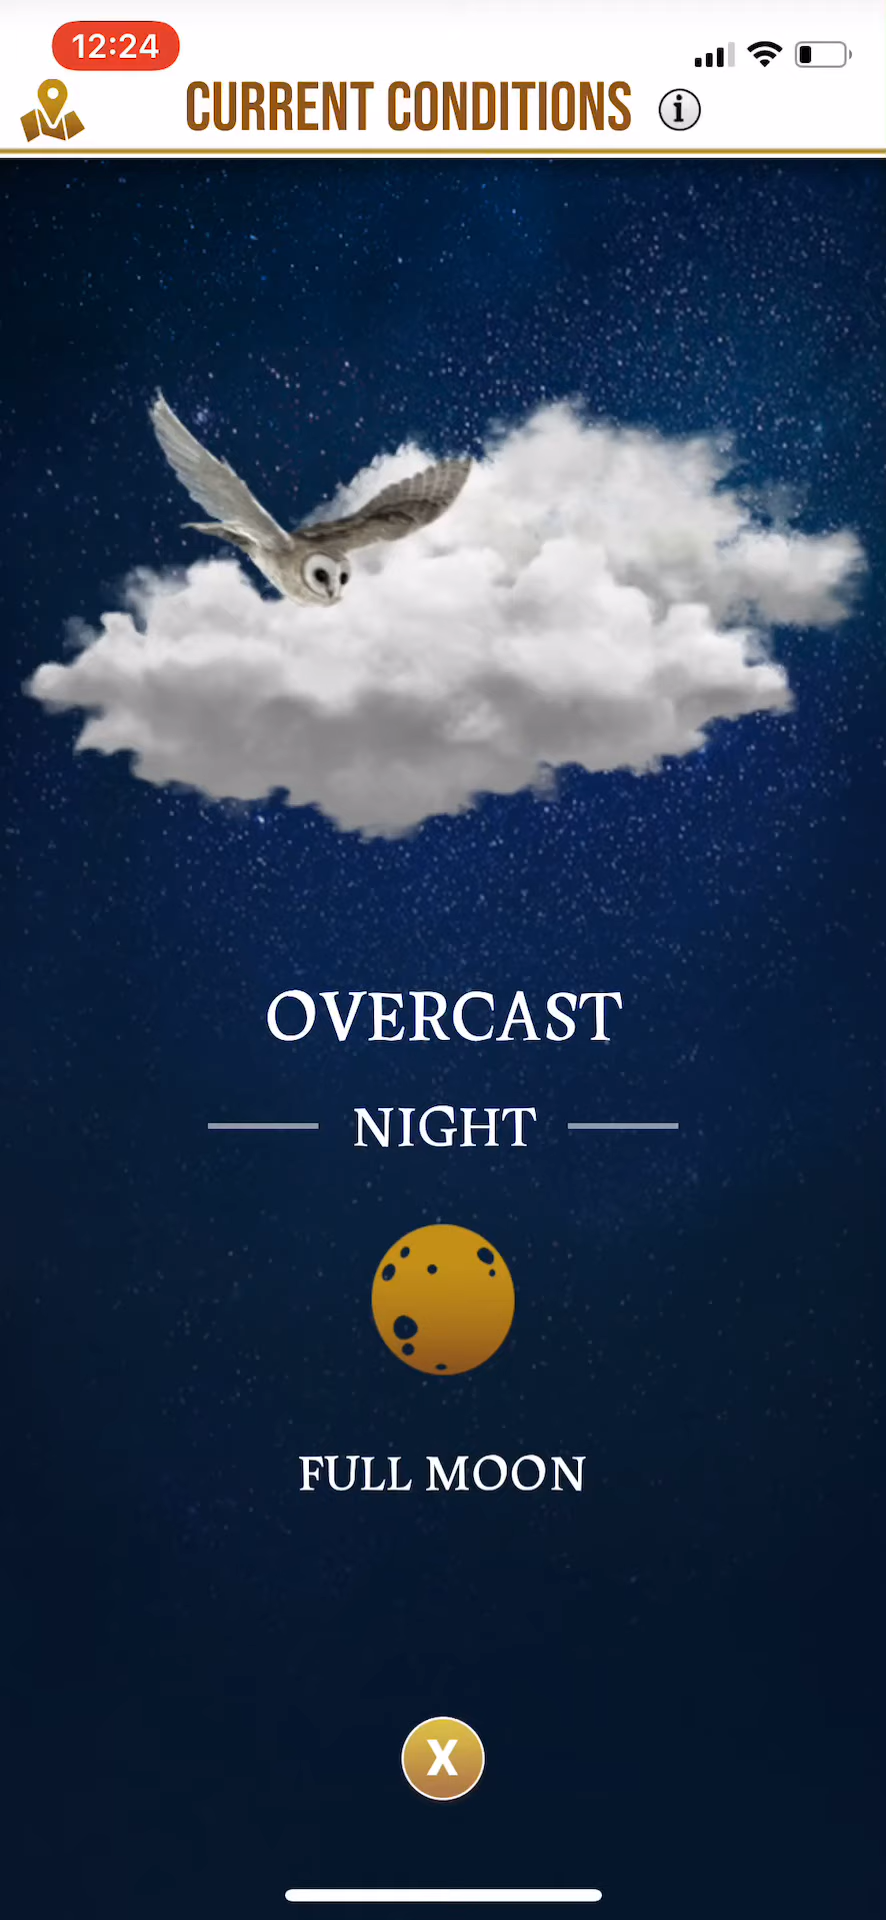 12:24
CURRENT CONDITIONS i
OVERCAST
NIGHT
FULL MOON
X